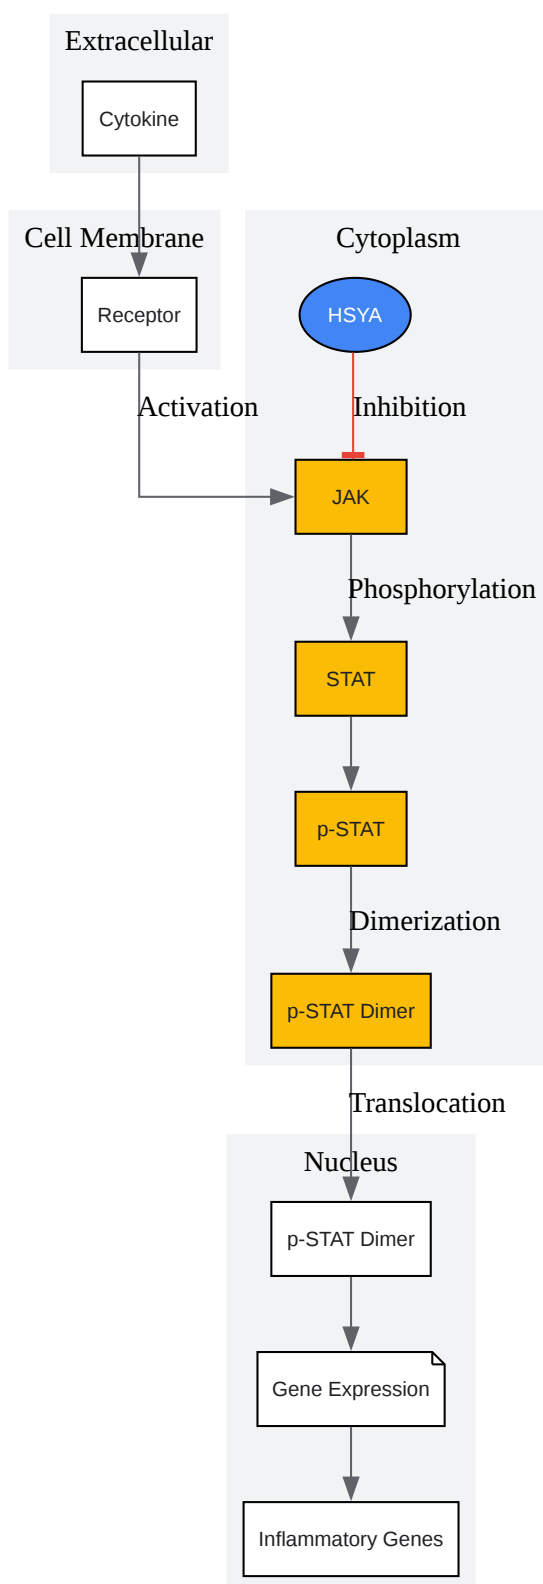 Extracellular
Cytokine
Cell Membrane
Receptor
Cytoplasm
HSYA
Activation
Inhibition
JAK
Phosphorylation
STAT
p-STAT
Dimerization
p-STAT Dimer
Translocation
Nucleus
p-STAT Dimer
Gene Expression
Inflammatory Genes